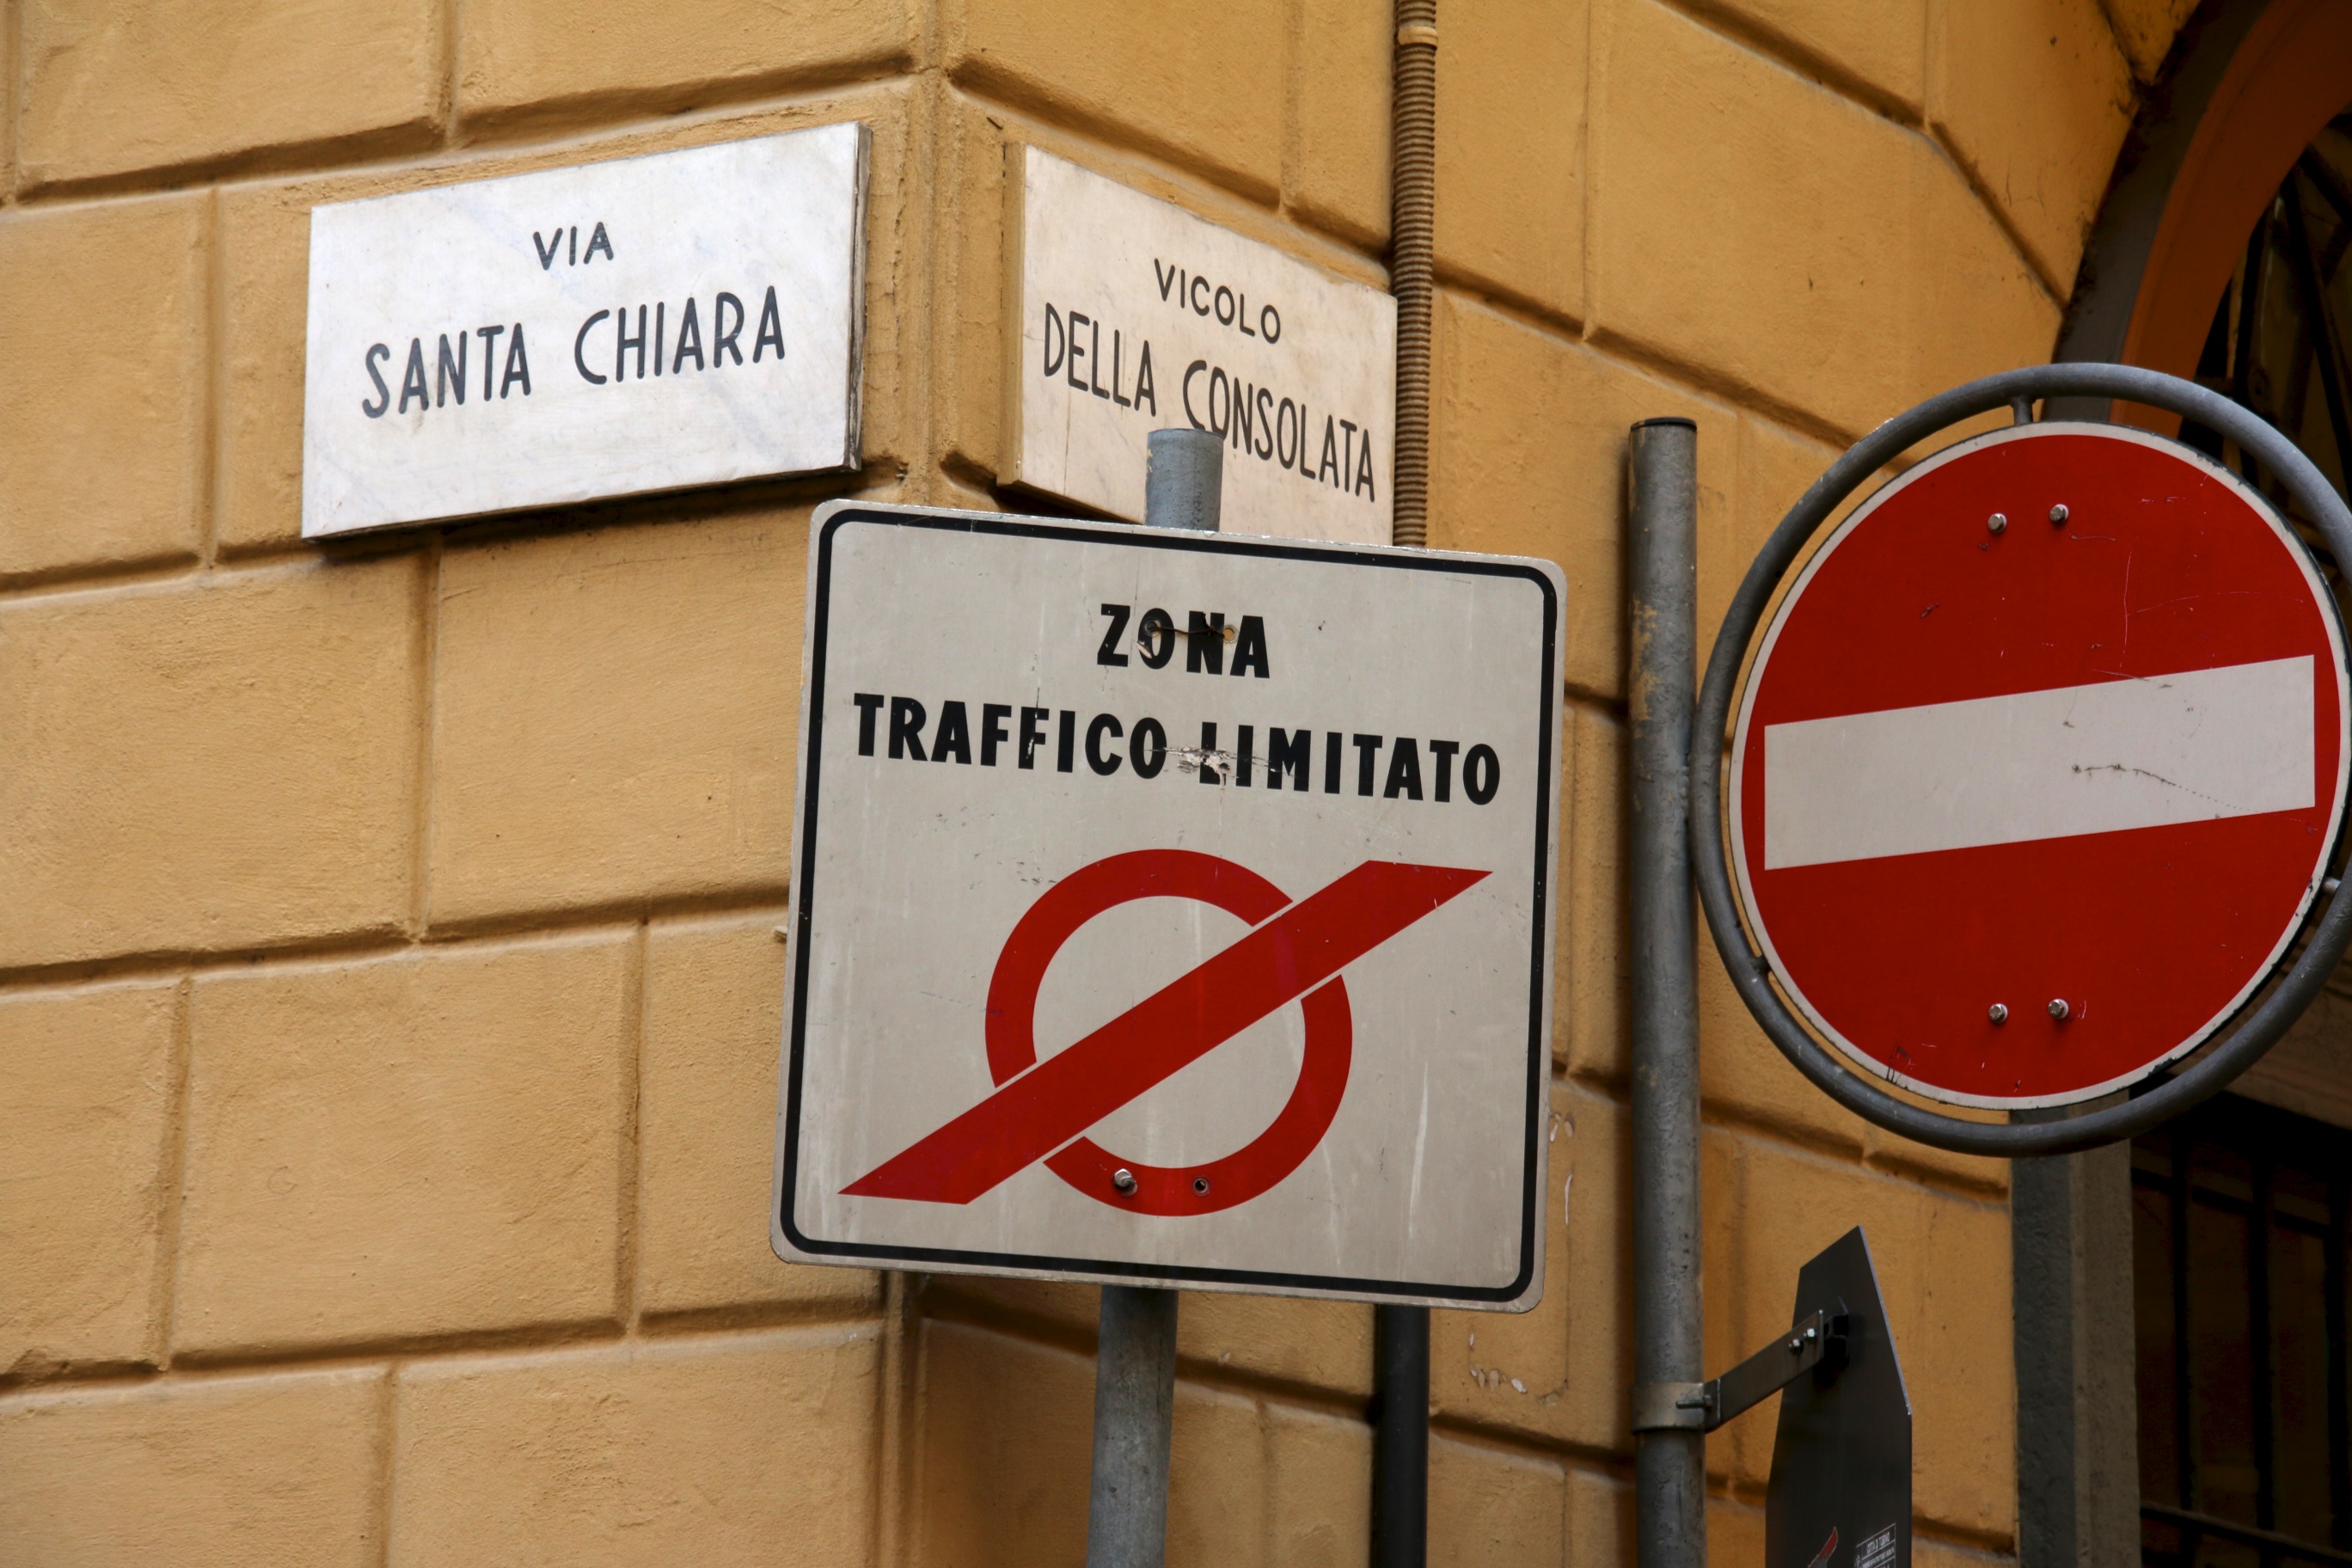 VIA
SANTA CHIARA
VICOLO
DELLA CONSOLATA
ZONA
TRAFFICO LIMITATO